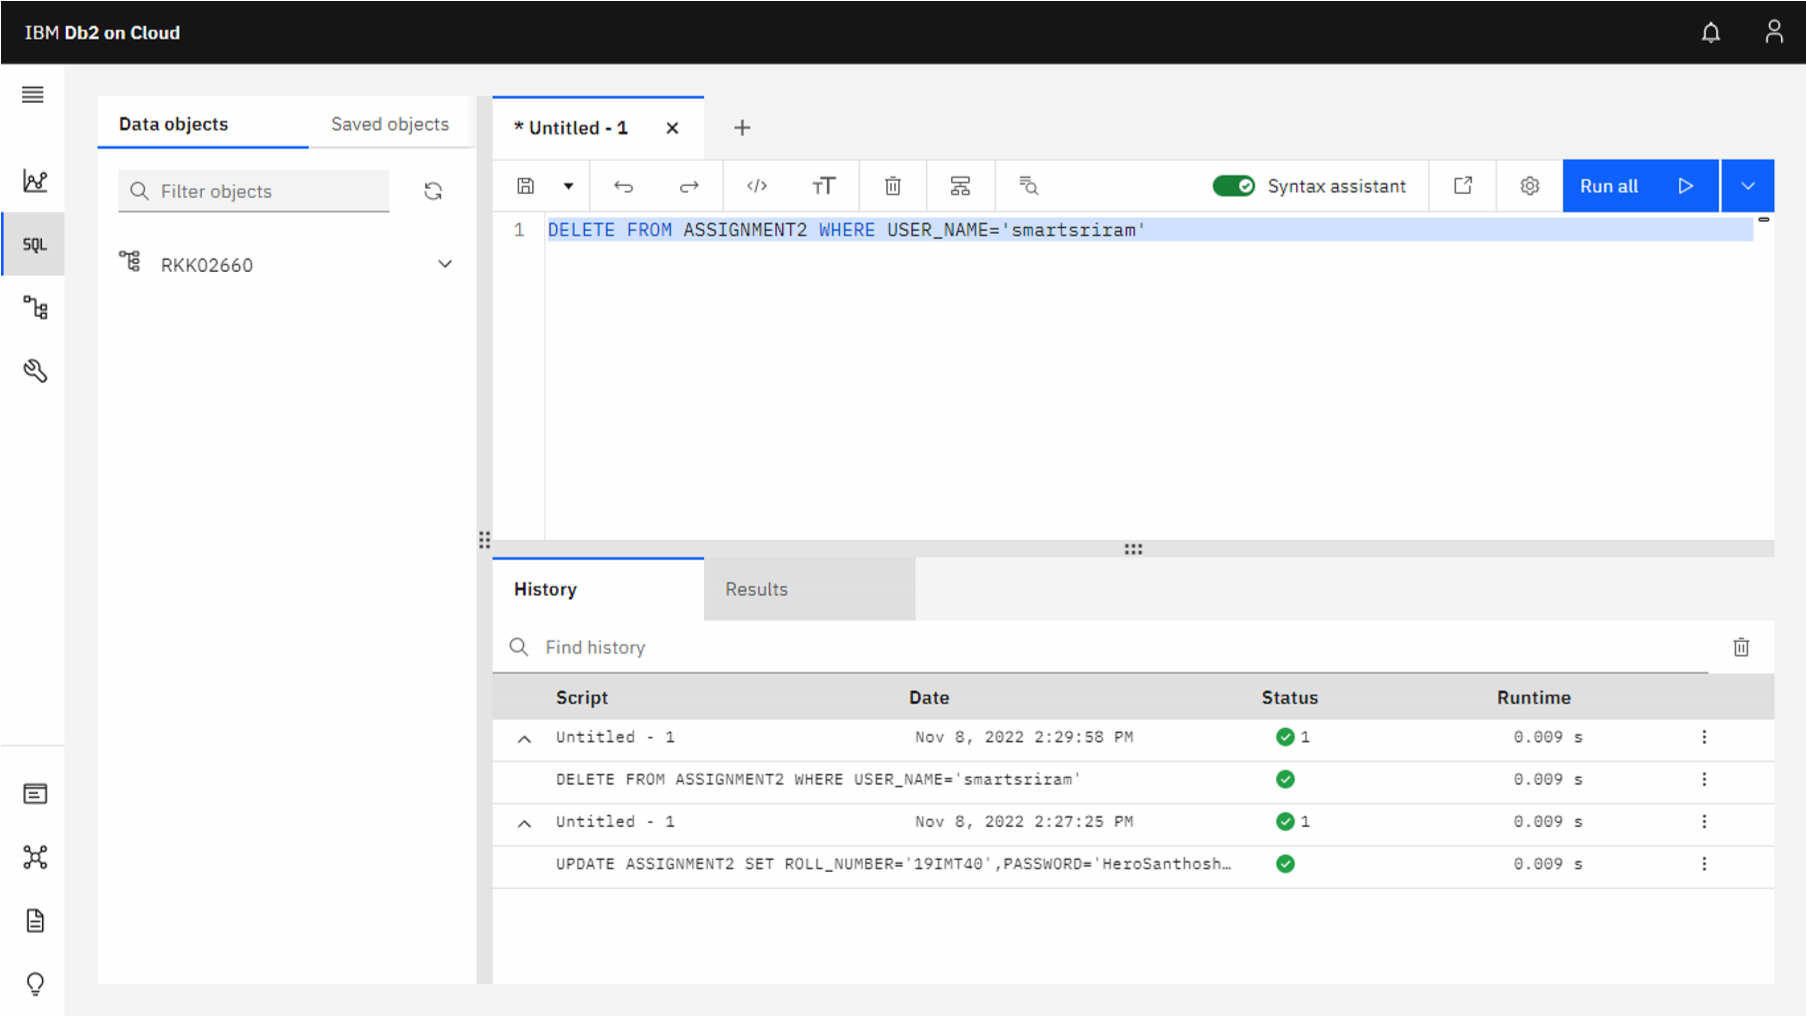 IBM Db2 on Cloud
Data objects
Saved objects
* Untitled - 1
Filter objects
Syntax assistant
Run all
SQL
1 DELETE FROM ASSIGNMENT2 WHERE USER_NAME='smartsriram'
RKK02660
History
Results
Find history
Script Date Status Runtime
Untitled - 1 Nov 8, 2022 2:29:58 PM 1 0.009 s
DELETE FROM ASSIGNMENT2 WHERE USER_NAME='smartsriram' 0.009 s
Untitled - 1 Nov 8, 2022 2:27:25 PM 1 0.009 s
UPDATE ASSIGNMENT2 SET ROLL_NUMBER='19IMT40',PASSWORD='HeroSanthosh… 0.009 s